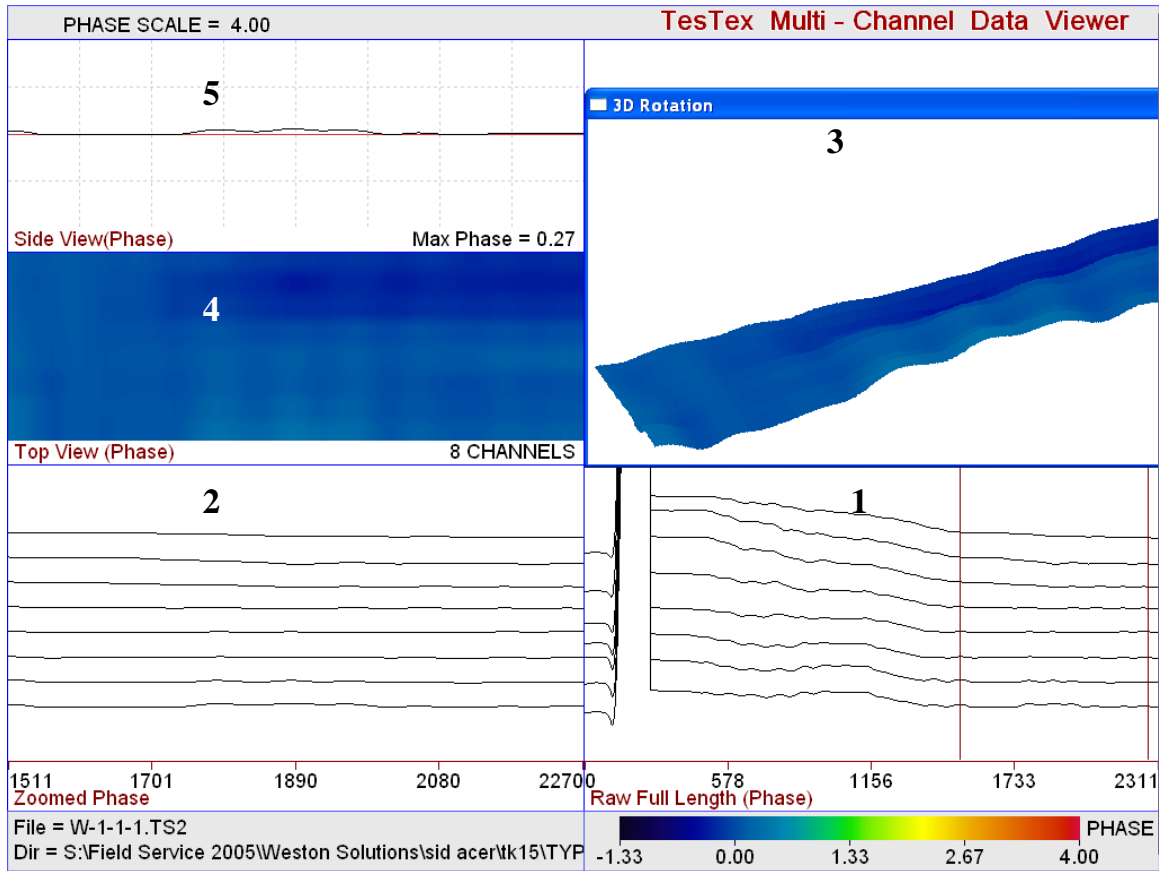 PHASE SCALE = 4.00
TesTex Multi - Channel Data Viewer
5
Side View(Phase)
Max Phase = 0.27
3D Rotation
3
4
Top View (Phase)
8 CHANNELS
2
1
1511 1701 1890 2080 2270
Zoomed Phase
0 578 1156 1733 2311
Raw Full Length (Phase)
File = W-1-1-1.TS2
Dir = S:\Field Service 2005\Weston Solutions\sid acer\tk15\TYP
PHASE
-1.33 0.00 1.33 2.67 4.00